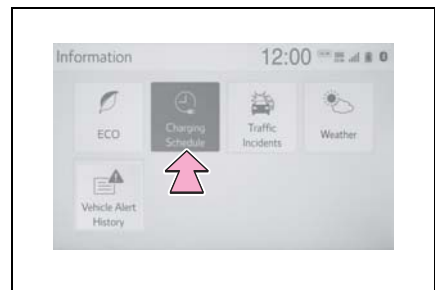 Information
12:00
ECO
Charging
Schedule
Traffic
Incidents
Weather
Vehicle Alert
History